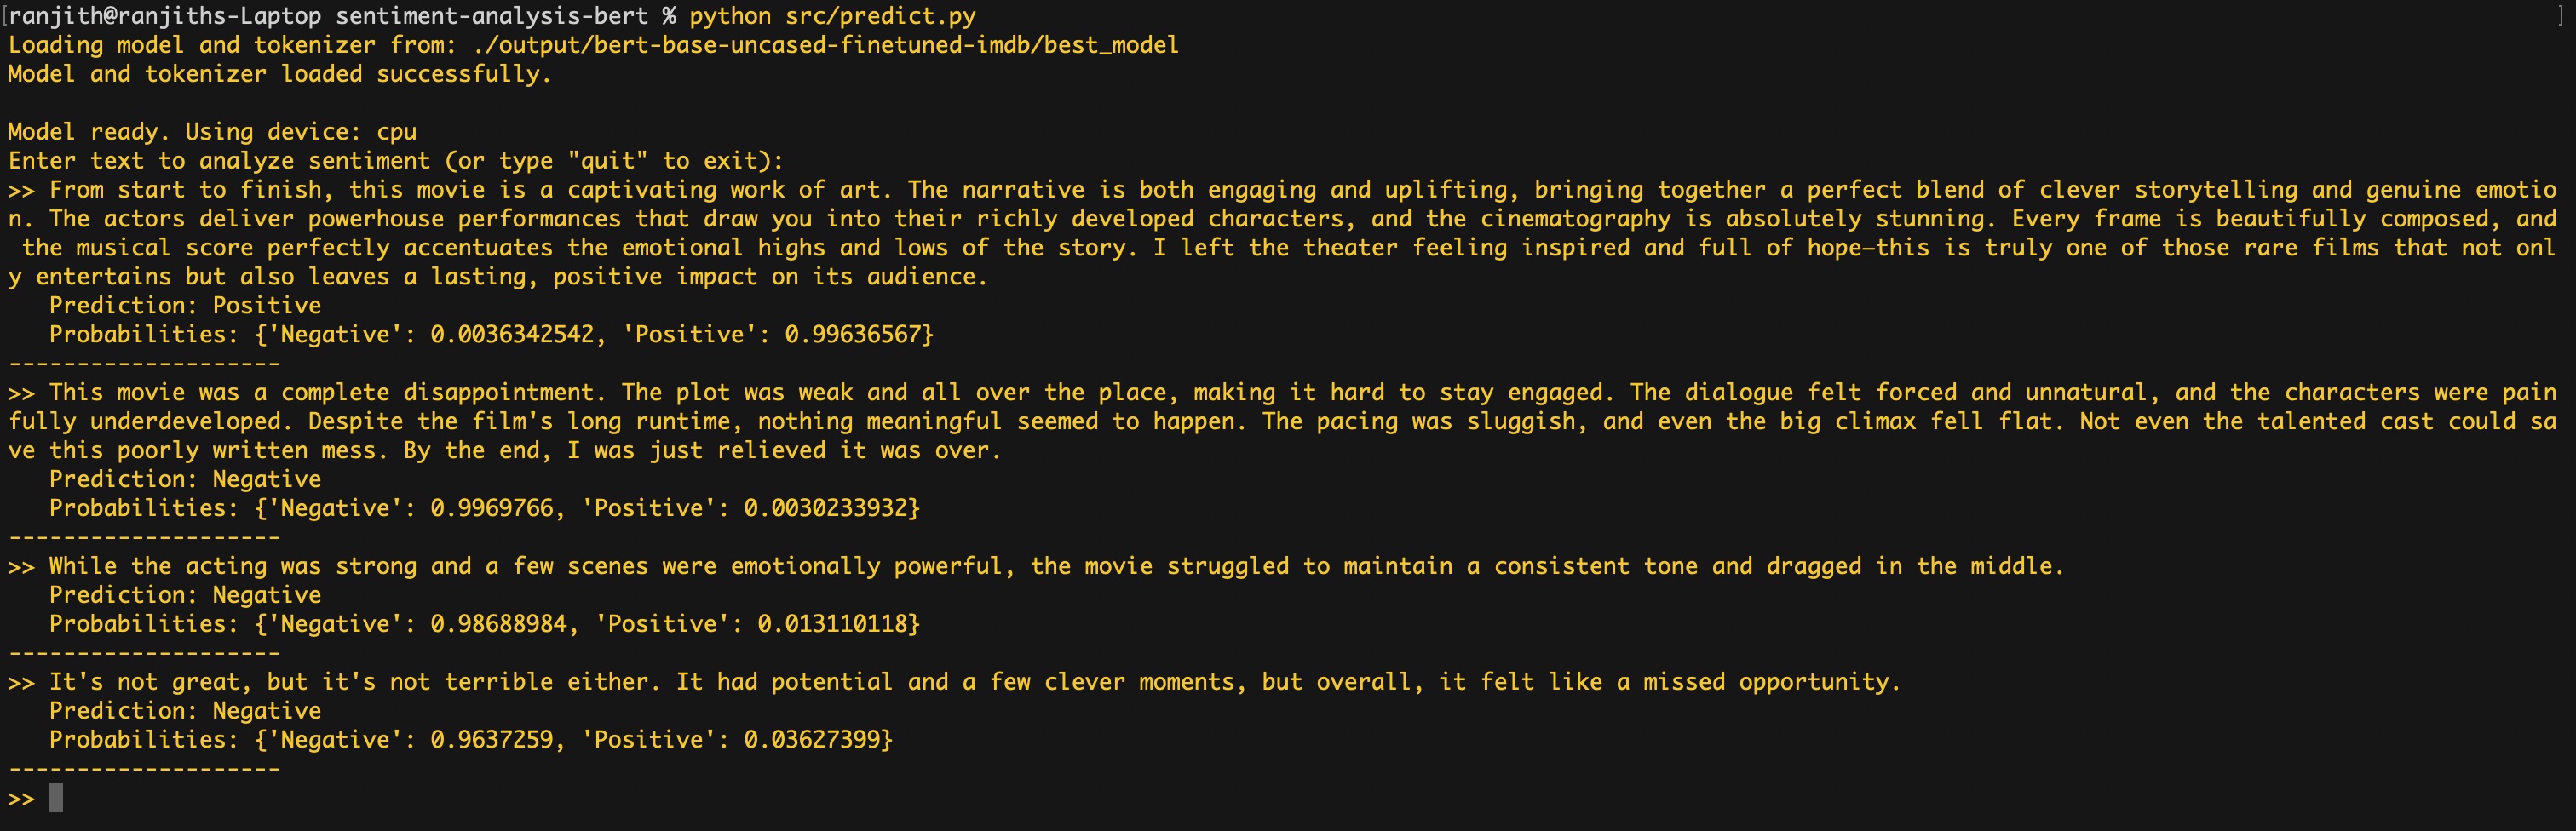 [ranjith@ranjiths-Laptop sentiment-analysis-bert % python src/predict.py ]
Loading model and tokenizer from: ./output/bert-base-uncased-finetuned-imdb/best_model
Model and tokenizer loaded successfully.
Model ready. Using device: cpu
Enter text to analyze sentiment (or type "quit" to exit):
>> From start to finish, this movie is a captivating work of art. The narrative is both engaging and uplifting, bringing together a perfect blend of clever storytelling and genuine emotio
n. The actors deliver powerhouse performances that draw you into their richly developed characters, and the cinematography is absolutely stunning. Every frame is beautifully composed, and
 the musical score perfectly accentuates the emotional highs and lows of the story. I left the theater feeling inspired and full of hope—this is truly one of those rare films that not onl
y entertains but also leaves a lasting, positive impact on its audience.
   Prediction: Positive
   Probabilities: {'Negative': 0.0036342542, 'Positive': 0.99636567}
--------------------
>> This movie was a complete disappointment. The plot was weak and all over the place, making it hard to stay engaged. The dialogue felt forced and unnatural, and the characters were pain
fully underdeveloped. Despite the film's long runtime, nothing meaningful seemed to happen. The pacing was sluggish, and even the big climax fell flat. Not even the talented cast could sa
ve this poorly written mess. By the end, I was just relieved it was over.
   Prediction: Negative
   Probabilities: {'Negative': 0.9969766, 'Positive': 0.0030233932}
--------------------
>> While the acting was strong and a few scenes were emotionally powerful, the movie struggled to maintain a consistent tone and dragged in the middle.
   Prediction: Negative
   Probabilities: {'Negative': 0.98688984, 'Positive': 0.013110118}
--------------------
>> It's not great, but it's not terrible either. It had potential and a few clever moments, but overall, it felt like a missed opportunity.
   Prediction: Negative
   Probabilities: {'Negative': 0.9637259, 'Positive': 0.03627399}
--------------------
>>